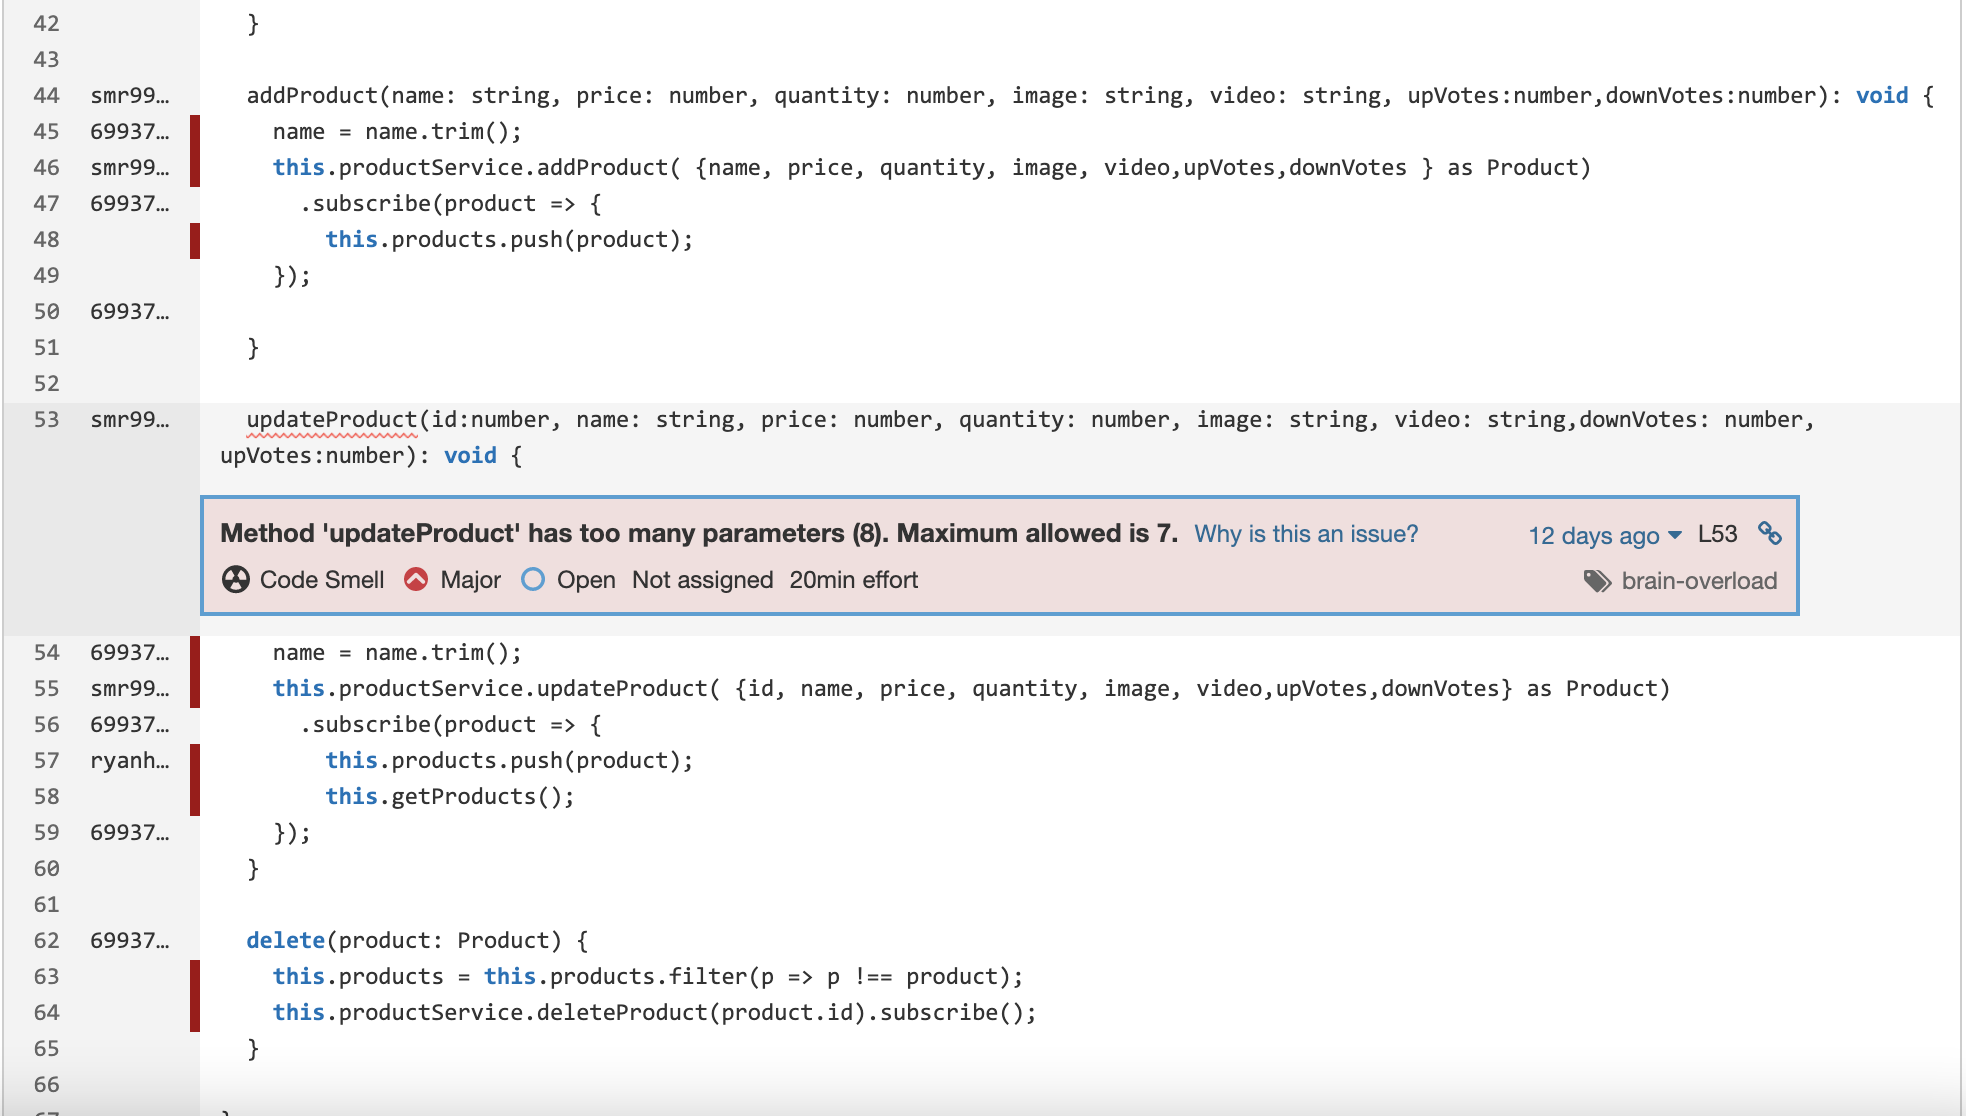 42 }
43
44 smr99… addProduct(name: string, price: number, quantity: number, image: string, video: string, upVotes:number,downVotes:number): void {
45 69937… name = name.trim();
46 smr99… this.productService.addProduct( {name, price, quantity, image, video,upVotes,downVotes } as Product)
47 69937… .subscribe(product => {
48 this.products.push(product);
49 });
50 69937…
51 }
52
53 smr99… updateProduct(id:number, name: string, price: number, quantity: number, image: string, video: string,downVotes: number,
upVotes:number): void {
Method 'updateProduct' has too many parameters (8). Maximum allowed is 7. Why is this an issue? 12 days ago L53
Code Smell Major Open Not assigned 20min effort brain-overload
54 69937… name = name.trim();
55 smr99… this.productService.updateProduct( {id, name, price, quantity, image, video,upVotes,downVotes} as Product)
56 69937… .subscribe(product => {
57 ryanh… this.products.push(product);
58 this.getProducts();
59 69937… });
60 }
61
62 69937… delete(product: Product) {
63 this.products = this.products.filter(p => p !== product);
64 this.productService.deleteProduct(product.id).subscribe();
65 }
66